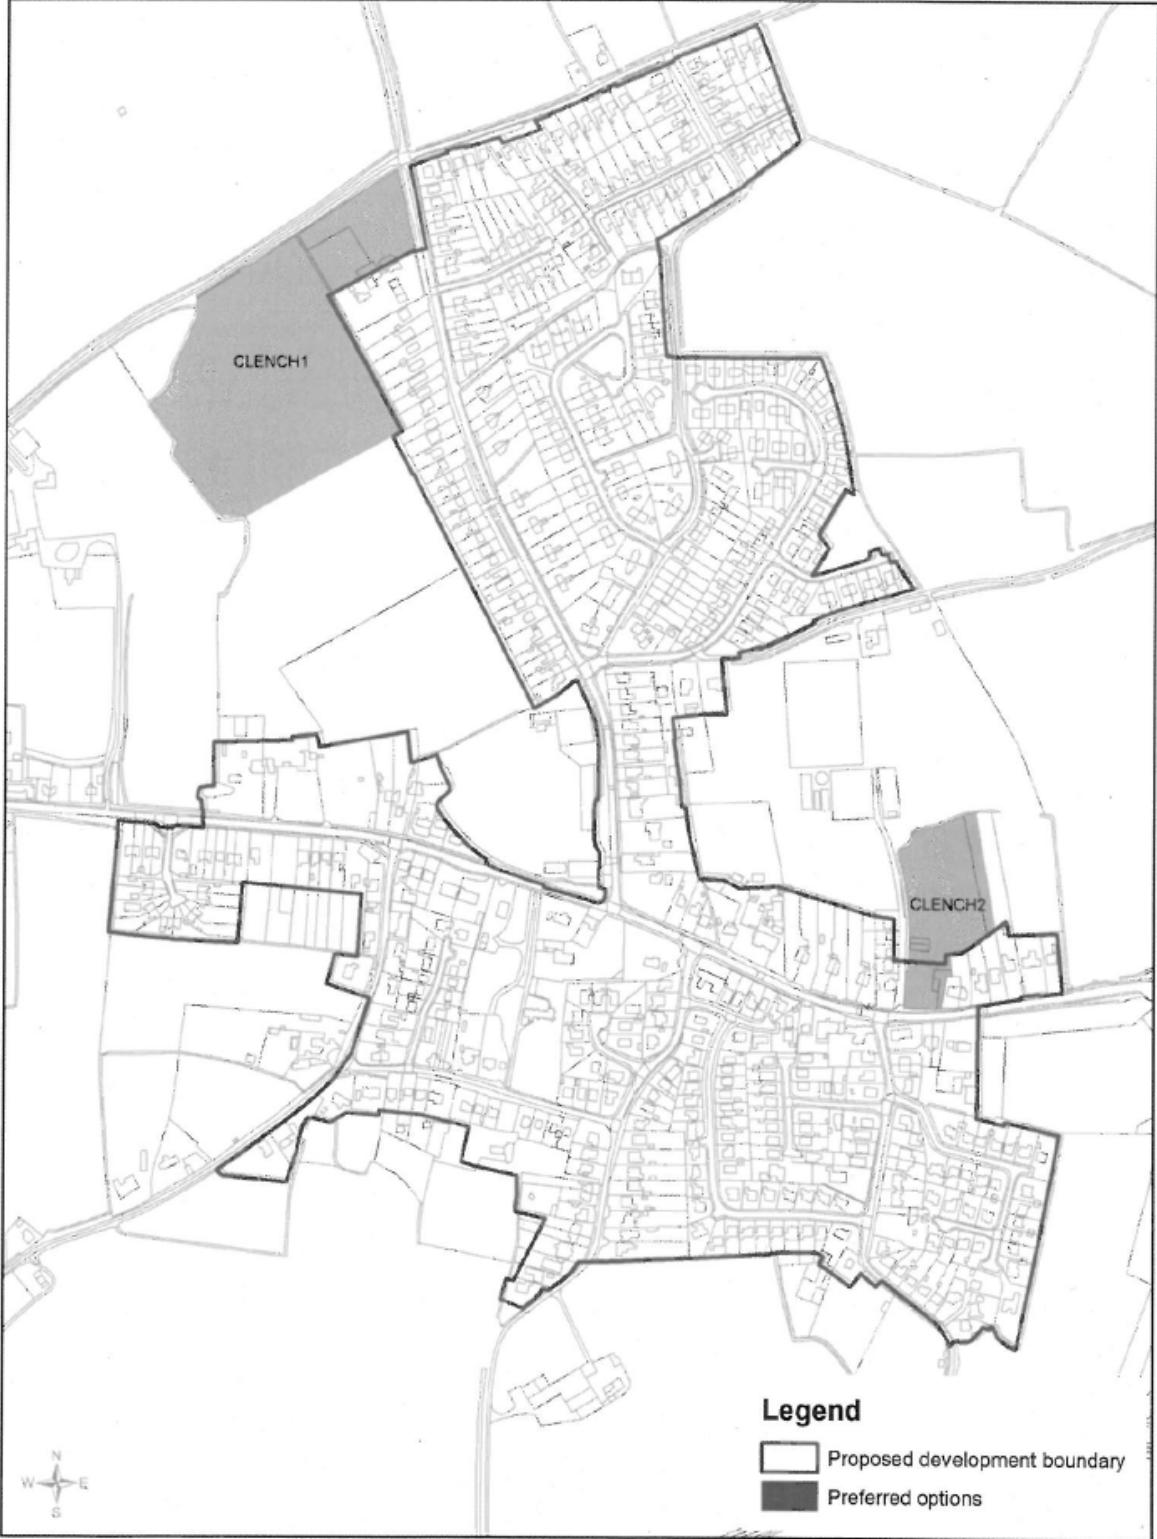 CLENCH1
CLENCH2
Legend
Proposed development boundary
Preferred options
N
W E
S